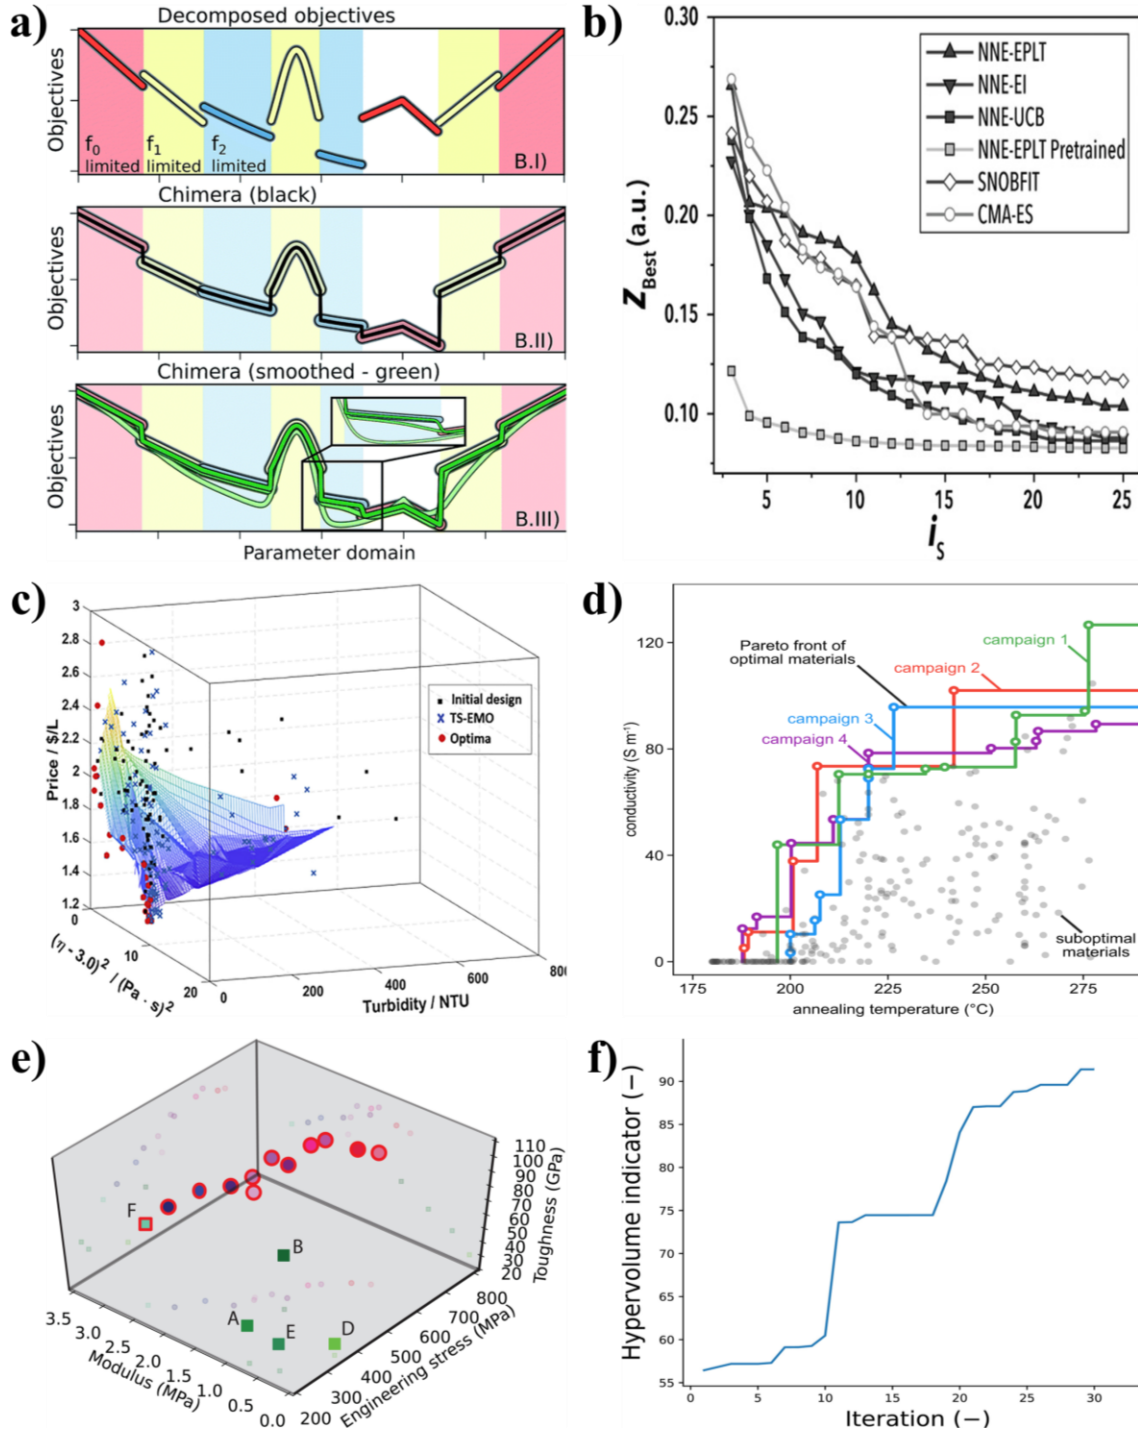 a)
Decomposed objectives
Objectives
f0 limited
f1 limited
f2 limited
B.I)
Chimera (black)
Objectives
B.II)
Chimera (smoothed - green)
Objectives
B.III)
Parameter domain
b)
0.30
0.25
0.20
0.15
0.10
ZBest (a.u.)
NNE-EPLT
NNE-EI
NNE-UCB
NNE-EPLT Pretrained
SNOBFIT
CMA-ES
5 10 15 20 25
is
c)
3
2.8
2.6
2.4
2.2
2
1.8
1.6
1.4
1.2
Price / $/L
Initial design
TS-EMO
Optima
0
10
20
(η - 3.0)² / (Pa · s)²
0 200 400 600 800
Turbidity / NTU
d)
120
80
40
0
conductivity (S m⁻¹)
Pareto front of
optimal materials
campaign 1
campaign 2
campaign 3
campaign 4
suboptimal
materials
175 200 225 250 275
annealing temperature (°C)
e)
F
B
A
E
D
110
100
90
80
70
60
50
40
30
20
Toughness (GPa)
3.5
3.0
2.5
2.0
1.5
1.0
0.5
0.0
Modulus (MPa)
200
300
400
500
600
700
800
Engineering stress (MPa)
f)
90
85
80
75
70
65
60
55
Hypervolume indicator (−)
0 5 10 15 20 25 30
Iteration (−)